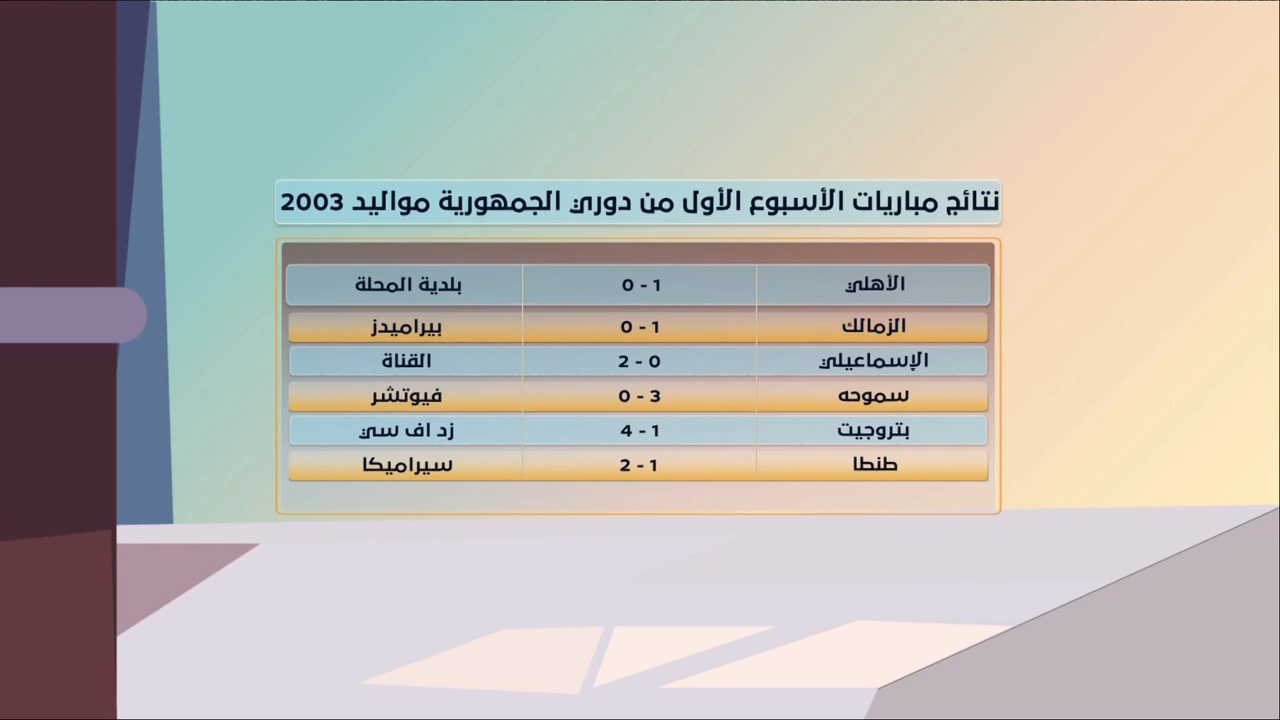 نتائج مباريات الأسبوع الأول من دوري الجمهورية مواليد 2003
الأهلي 1 - 0 بلدية المحلة
الزمالك 1 - 0 بيراميدز
الإسماعيلي 0 - 2 القناة
سموحه 3 - 0 فيوتشر
بتروجيت 1 - 4 زد اف سي
طنطا 1 - 2 سيراميكا